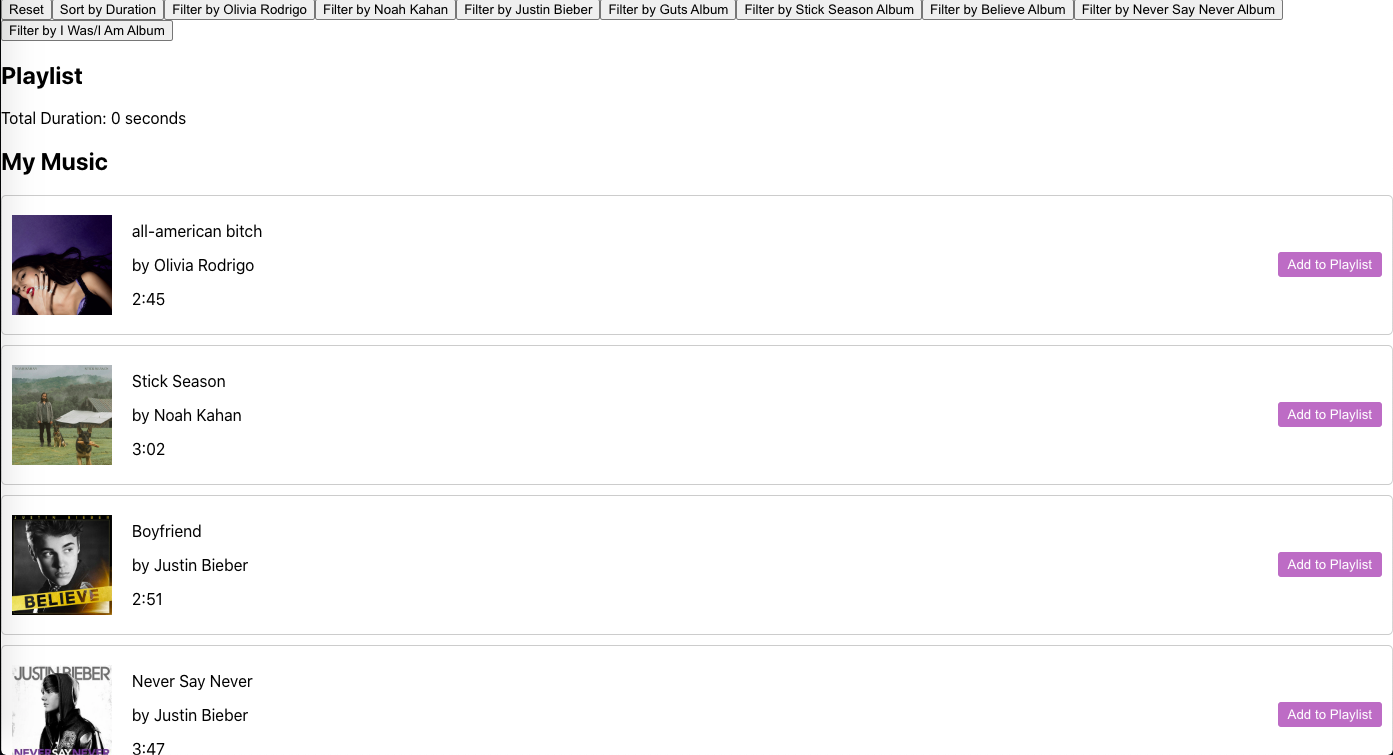 Reset Sort by Duration Filter by Olivia Rodrigo Filter by Noah Kahan Filter by Justin Bieber Filter by Guts Album Filter by Stick Season Album Filter by Believe Album Filter by Never Say Never Album
Filter by I Was/I Am Album
Playlist
Total Duration: 0 seconds
My Music
all-american bitch
by Olivia Rodrigo
2:45
Add to Playlist
Stick Season
by Noah Kahan
3:02
Add to Playlist
JUSTIN BIEBER
BELIEVE
Boyfriend
by Justin Bieber
2:51
Add to Playlist
JUSTIN BIEBER
NEVER SAY NEVER
Never Say Never
by Justin Bieber
3:47
Add to Playlist